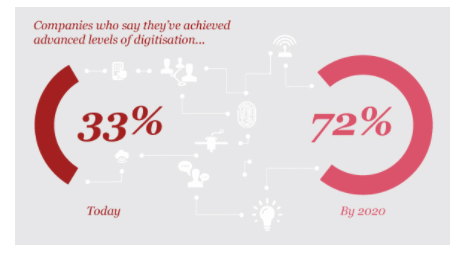 Companies who say they've achieved
advanced levels of digitisation...
33%
72%
Today
By 2020